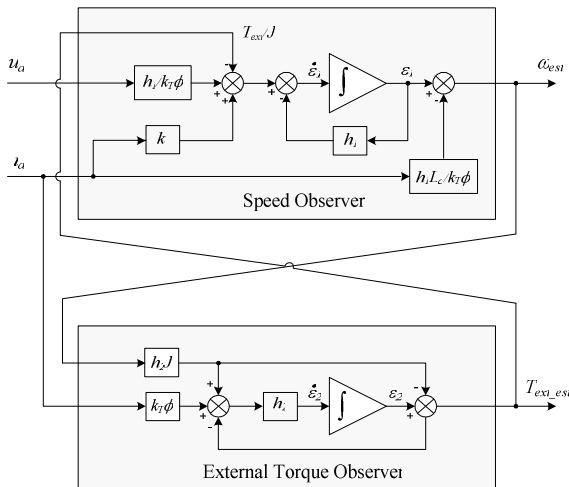 T_ext/J
u_a
h_1/k_Tϕ
-
+
+
+
-
ε̇_1
∫
ε_1
+
-
ω_est
k
h_1
i_a
h_1L_a/k_Tϕ
Speed Observer
h_2J
-
T_ext_est
k_Tϕ
+
+
-
h_2
ε̇_2
∫
ε_2
+
External Torque Observer